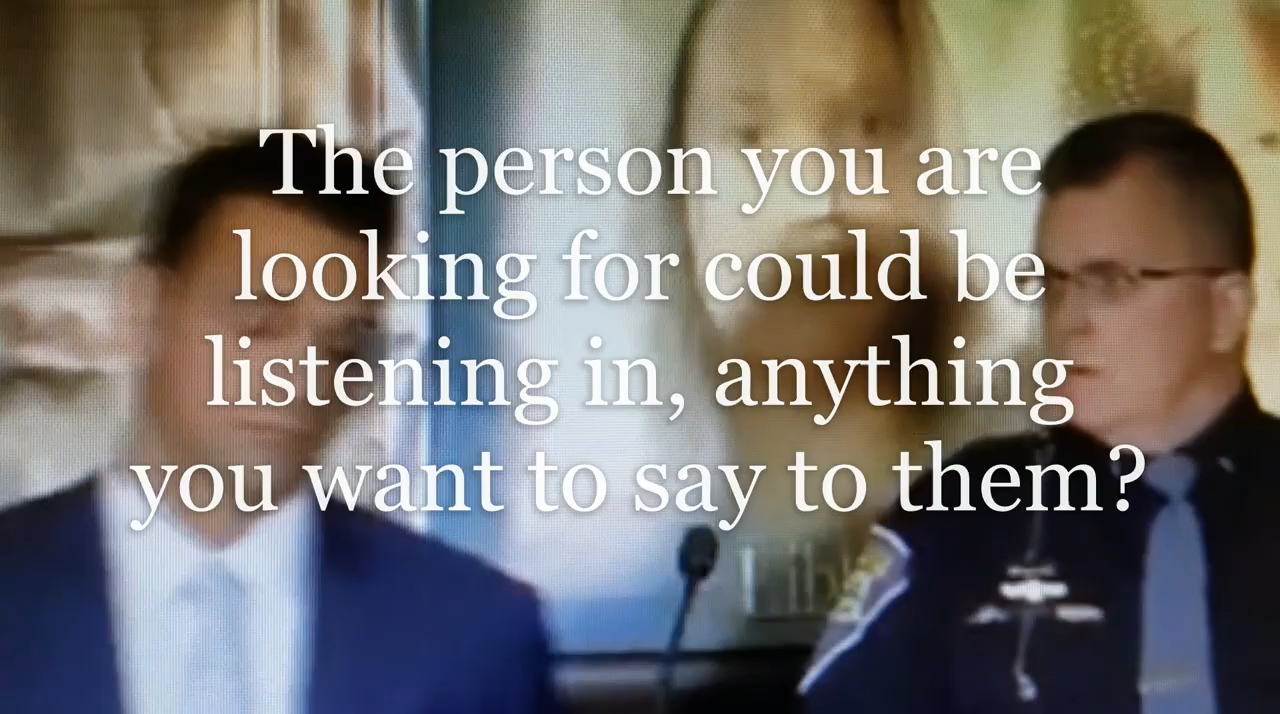 The person you are
looking for could be
listening in, anything
you want to say to them?